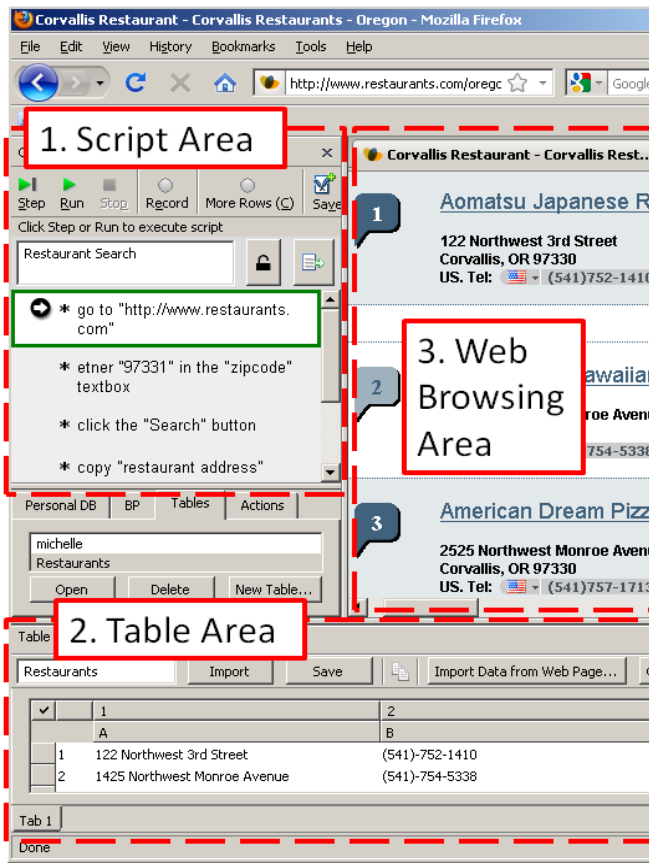 Corvallis Restaurant - Corvallis Restaurants - Oregon - Mozilla Firefox
File Edit View History Bookmarks Tools Help
http://www.restaurants.com/oregc
Google
1. Script Area
Corvallis Restaurant - Corvallis Rest...
Step Run Stop Record More Rows (C) Save
Click Step or Run to execute script
Restaurant Search
* go to "http://www.restaurants.
com"
* etner "97331" in the "zipcode"
textbox
* click the "Search" button
* copy "restaurant address"
1
Aomatsu Japanese R
122 Northwest 3rd Street
Corvallis, OR 97330
US. Tel: (541)752-1410
3. Web
Browsing
Area
2
awaiian
roe Avenu
754-5338
3
American Dream Pizz
2525 Northwest Monroe Avenu
Corvallis, OR 97330
US. Tel: (541)757-1713
Personal DB BP Tables Actions
michelle
Restaurants
Open Delete New Table...
2. Table Area
Table
Restaurants Import Save Import Data from Web Page...
1 2
A B
1 122 Northwest 3rd Street (541)-752-1410
2 1425 Northwest Monroe Avenue (541)-754-5338
Tab 1
Done